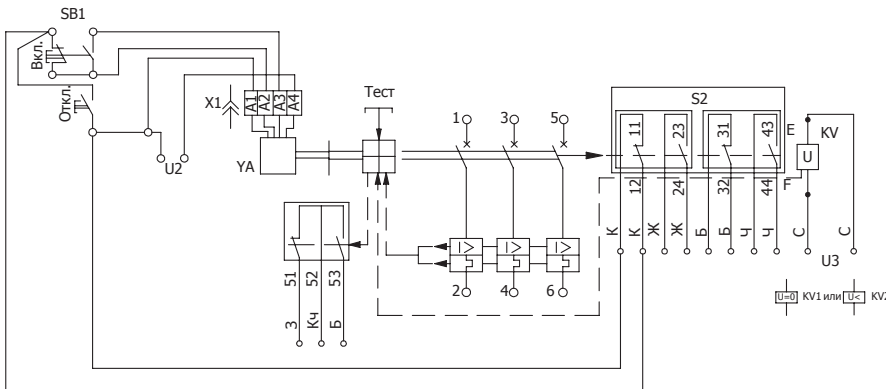 SB1
Вкл.
Откл.
X1
A1 A2 A3 A4
U2
YA
Тест
1 3 5
S2
11 23 31 43
E
KV
U
12 24 32 44
F
К К Ж Ж Б Б Ч Ч С С
U3
51 52 53
З Кч Б
I> I> I>
2 4 6
U=0 KV1 или U< KV2